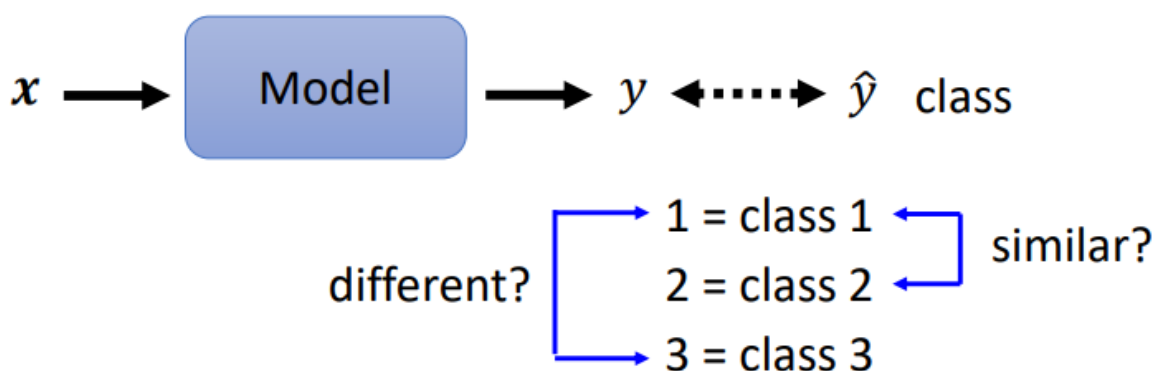 x Model y ŷ class
1 = class 1
similar?
different? 2 = class 2
3 = class 3